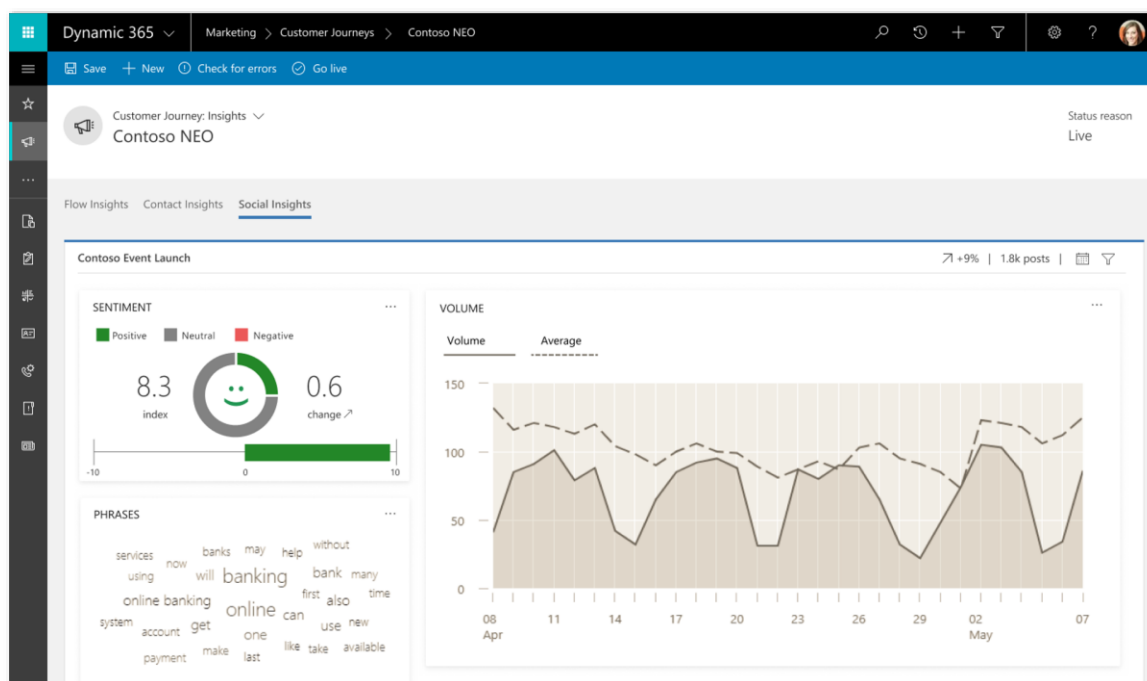 Dynamic 365
Marketing > Customer Journeys > Contoso NEO
?
Save
New
Check for errors
Go live
Customer Journey: Insights
Contoso NEO
Status reason
Live
Flow Insights
Contact Insights
Social Insights
Contoso Event Launch
+9% | 1.8k posts |
SENTIMENT
Positive
Neutral
Negative
8.3
index
0.6
change
-10
0
10
PHRASES
services now banks may help without
using will banking bank many
online banking online can first also time
system account get one use new
payment make last like take available
VOLUME
Volume
Average
150
100
50
0
08 11 14 17 20 23 26 29 02 07
Apr
May